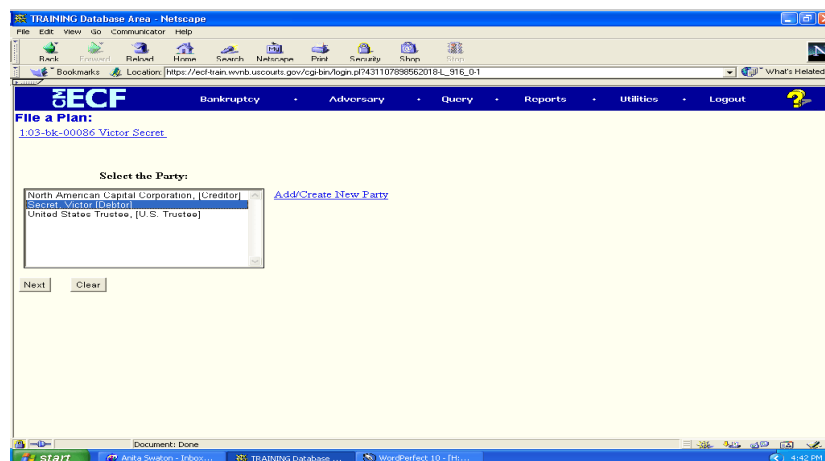 TRAINING Database Area - Netscape
File Edit View Go Communicator Help
Back Forward Reload Home Search Netscape Print Security Shop Stop
Bookmarks Location: https://ecf-train.wvnb.uscourts.gov/cgi-bin/login.pl?431107898562018-L_916_0-1 What's Related
CM ECF Bankruptcy • Adversary • Query • Reports • Utilities • Logout ?
File a Plan:
1:03-bk-00086 Victor Secret
Select the Party:
North American Capital Corporation, [Creditor] Add/Create New Party
Secret, Victor [Debtor]
United States Trustee, [U.S. Trustee]
Next Clear
Document: Done
start Anita Swaton - Inbox... TRAINING Database ... WordPerfect 10 - [H:... 4:42 PM